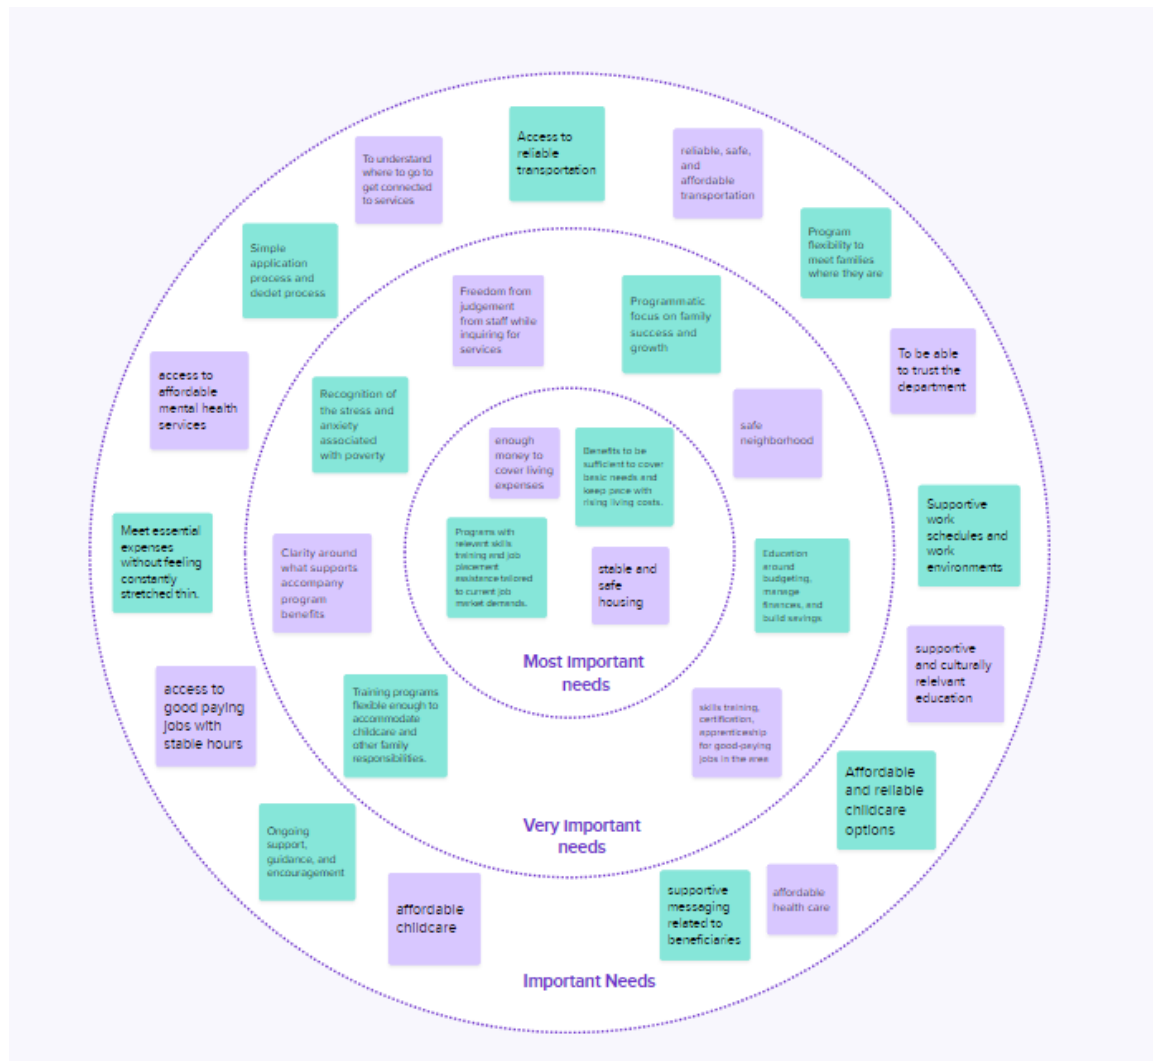 Access to
reliable
transportation
reliable, safe,
and
affordable
transportation
To understand
where to go to
get connected
to services
Program
flexibility to
meet families
where they are
Simple
application
process and
dedet process
Freedom from
judgement
from staff while
inquiring for
services
Programmatic
focus on family
success and
growth
To be able
to trust the
department
access to
affordable
mental health
services
Recognition of
the stress and
anxiety
associated
with poverty
safe
neighborhood
enough
money to
cover living
expenses
Benefits to be
sufficient to cover
basic needs and
keep pace with
rising living costs.
Supportive
work
schedules and
work
environments
Meet essential
expenses
without feeling
constantly
stretched thin.
Programs with
relevant skills
training and job
placement
assistance tailored
to current job
market demands.
Clarity around
what supports
accompany
program
benefits
stable and
safe
housing
Education
around
budgeting,
manage
finances, and
build savings
supportive
and culturally
relelvant
education
Most important
needs
access to
good paying
jobs with
stable hours
Training programs
flexible enough to
accommodate
childcare and
other family
responsibilities.
skills training,
certification,
apprenticeship
for good-paying
jobs in the area
Affordable
and reliable
childcare
options
Very important
needs
Ongoing
support,
guidance, and
encouragement
affordable
childcare
supportive
messaging
related to
beneficiaries
affordable
health care
Important Needs